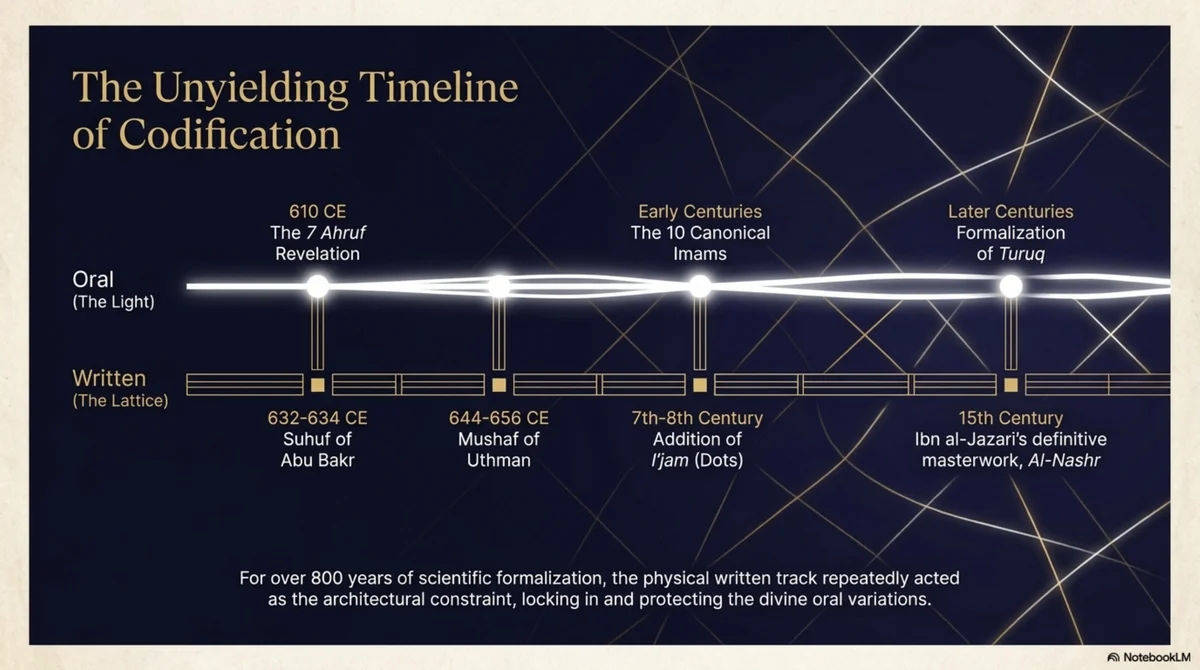 The Unyielding Timeline
of Codification
610 CE
The 7 Ahruf
Revelation
Early Centuries
The 10 Canonical
Imams
Later Centuries
Formalization
of Turuq
Oral
(The Light)
Written
(The Lattice)
632-634 CE
Suhuf of
Abu Bakr
644-656 CE
Mushaf of
Uthman
7th-8th Century
Addition of
I'jam (Dots)
15th Century
Ibn al-Jazari's definitive
masterwork, Al-Nashr
For over 800 years of scientific formalization, the physical written track repeatedly acted
as the architectural constraint, locking in and protecting the divine oral variations.
NotebookLM